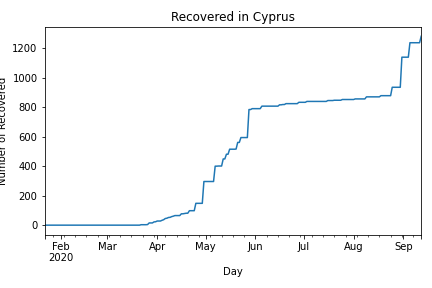 Recovered in Cyprus
Number of Recovered
1200
1000
800
600
400
200
0
Feb Mar Apr May Jun Jul Aug Sep
2020
Day